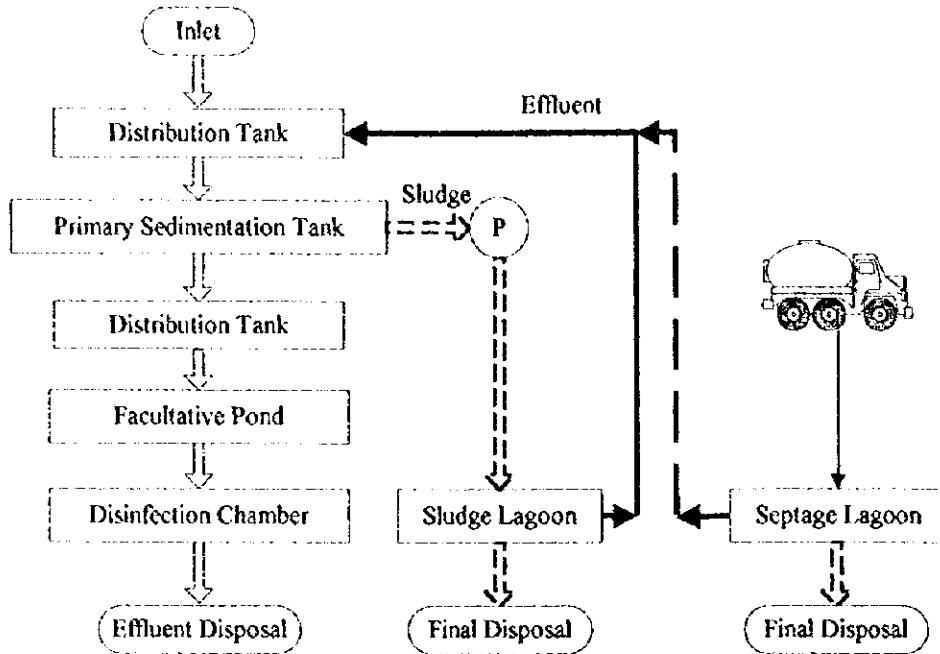 Inlet
Effluent
Distribution Tank
Sludge
Primary Sedimentation Tank
P
Distribution Tank
Facultative Pond
Disinfection Chamber
Sludge Lagoon
Septage Lagoon
Effluent Disposal
Final Disposal
Final Disposal